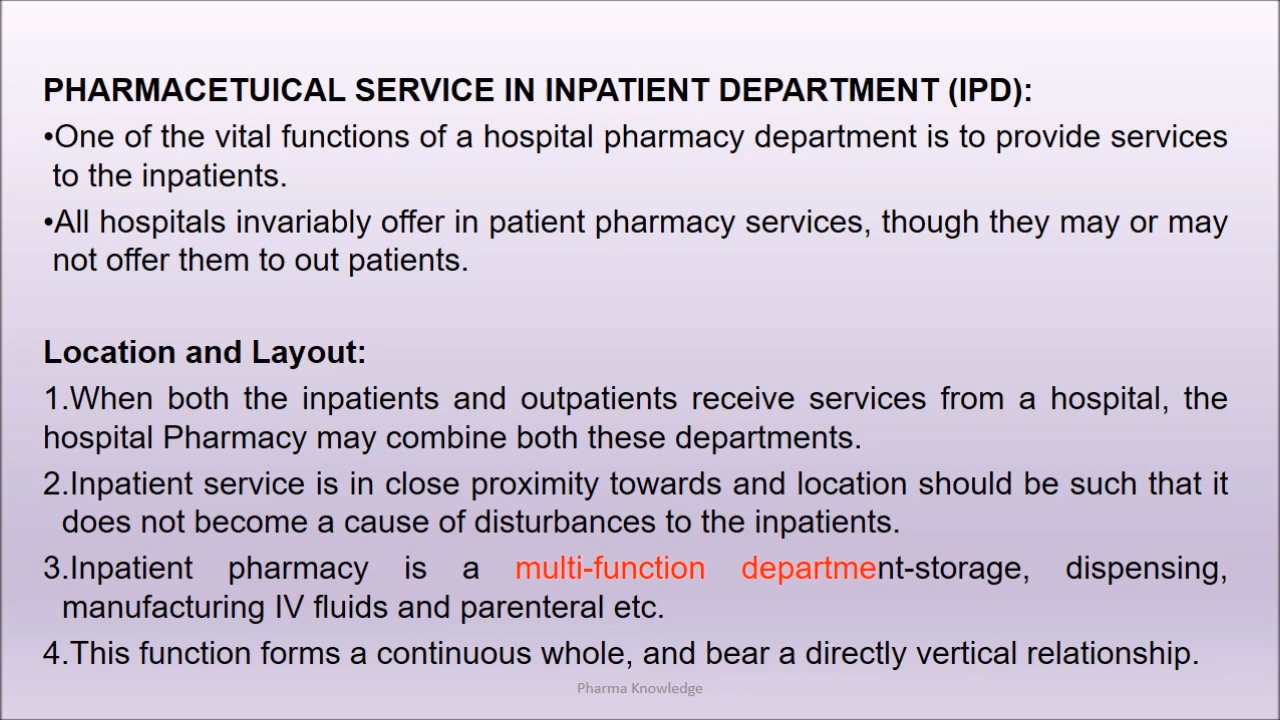 PHARMACETUICAL SERVICE IN INPATIENT DEPARTMENT (IPD):
•One of the vital functions of a hospital pharmacy department is to provide services
to the inpatients.
•All hospitals invariably offer in patient pharmacy services, though they may or may
not offer them to out patients.
Location and Layout:
1.When both the inpatients and outpatients receive services from a hospital, the
hospital Pharmacy may combine both these departments.
2.Inpatient service is in close proximity towards and location should be such that it
does not become a cause of disturbances to the inpatients.
3.Inpatient pharmacy is a multi-function department-storage, dispensing,
manufacturing IV fluids and parenteral etc.
4.This function forms a continuous whole, and bear a directly vertical relationship.
Pharma Knowledge